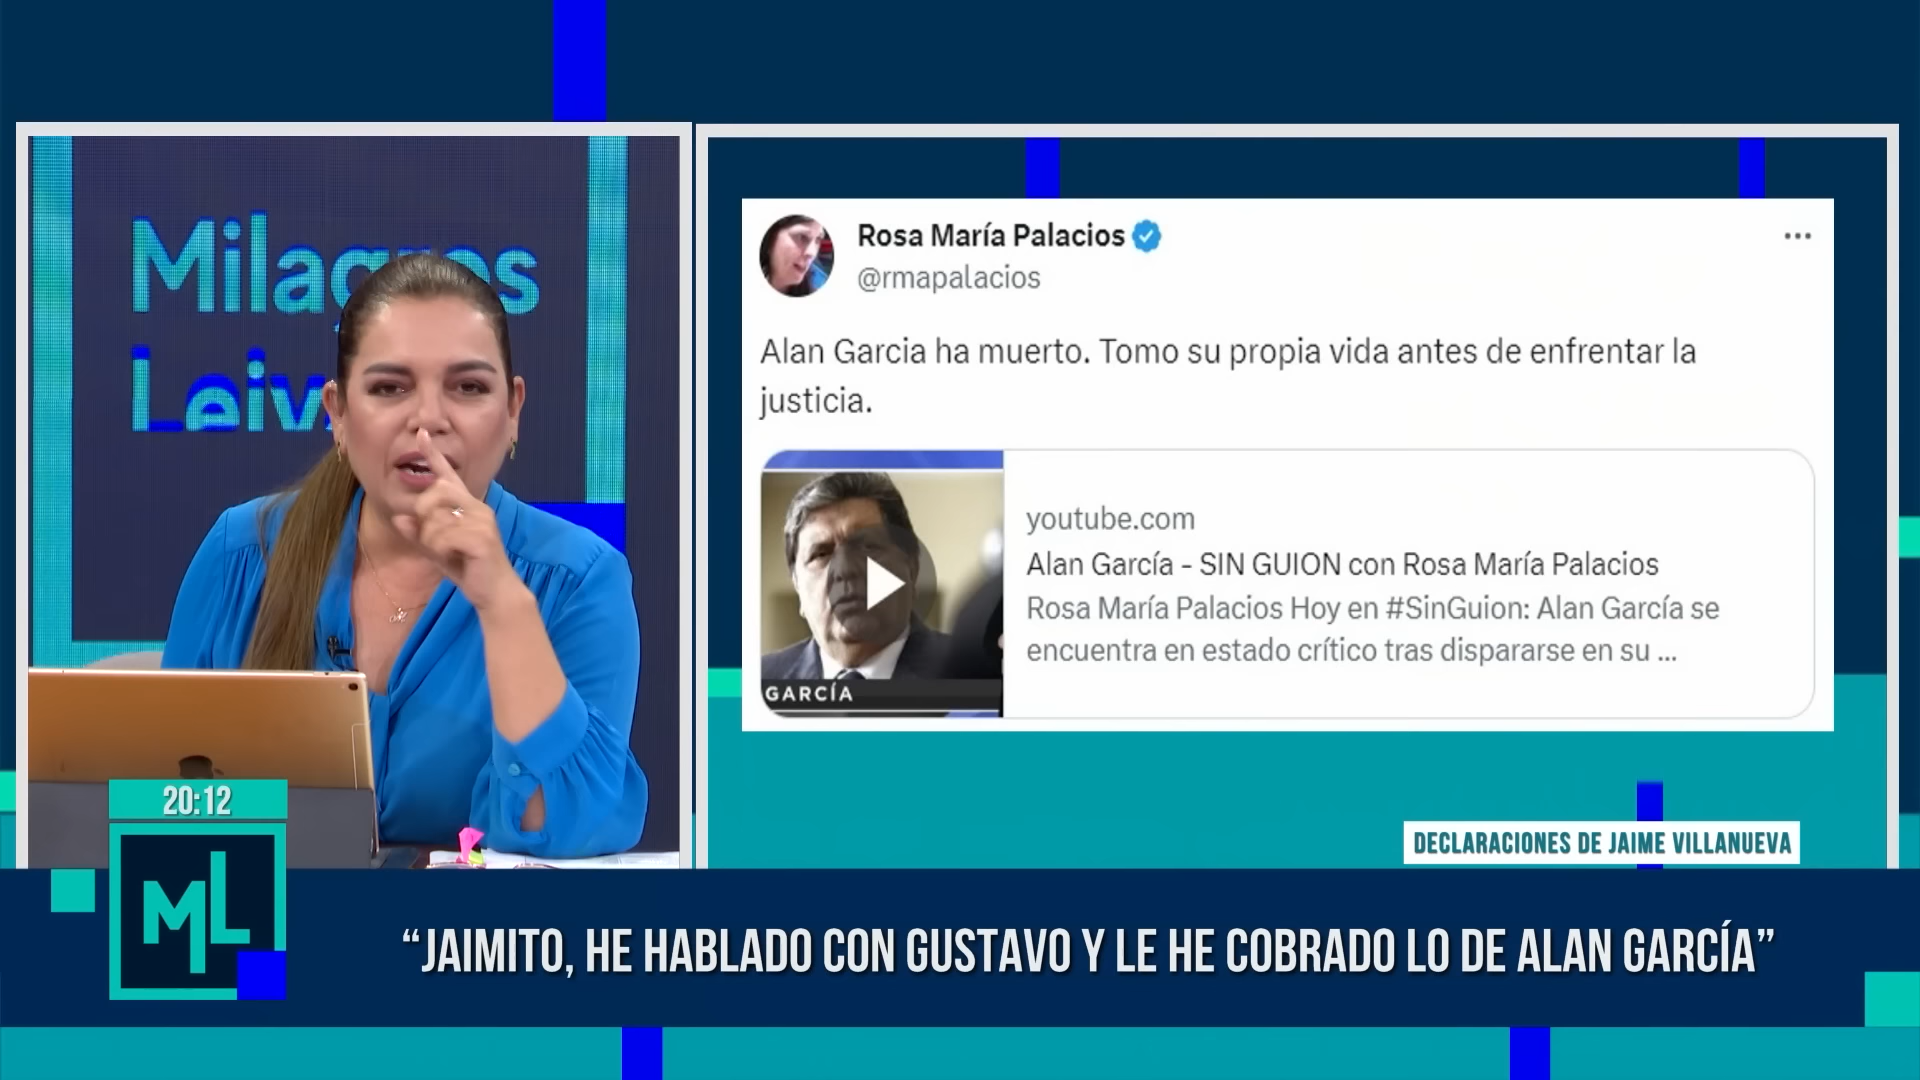 Milagros
Leiv
Rosa María Palacios
@rmapalacios
Alan Garcia ha muerto. Tomo su propia vida antes de enfrentar la
justicia.
GARCÍA
youtube.com
Alan García - SIN GUION con Rosa María Palacios
Rosa María Palacios Hoy en #SinGuion: Alan García se
encuentra en estado crítico tras dispararse en su ...
DECLARACIONES DE JAIME VILLANUEVA
20:12
ML
“JAIMITO, HE HABLADO CON GUSTAVO Y LE HE COBRADO LO DE ALAN GARCÍA”